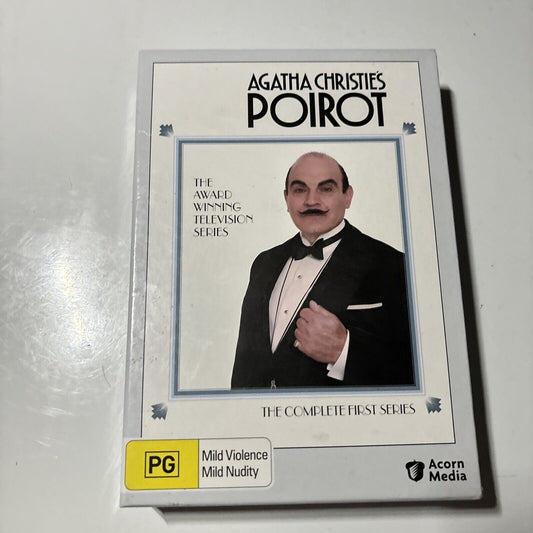 AGATHA CHRISTIE'S
POIROT
THE
AWARD
WINNING
TELEVISION
SERIES
THE COMPLETE FIRST SERIES
PG
Mild Violence
Mild Nudity
Acorn
Media